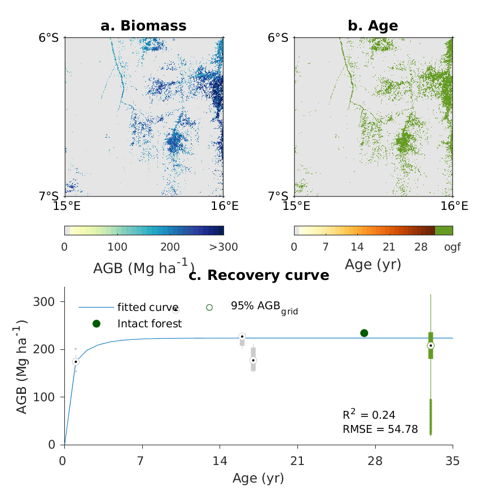 a. Biomass
b. Age
6°S
6°S
7°S
7°S
15°E
16°E
15°E
16°E
0 100 200 >300
0 7 14 21 28 ogf
AGB (Mg ha⁻¹)
Age (yr)
c. Recovery curve
fitted curve
95% AGB_grid
Intact forest
300
200
100
0
AGB (Mg ha⁻¹)
R² = 0.24
RMSE = 54.78
0 7 14 21 28 35
Age (yr)